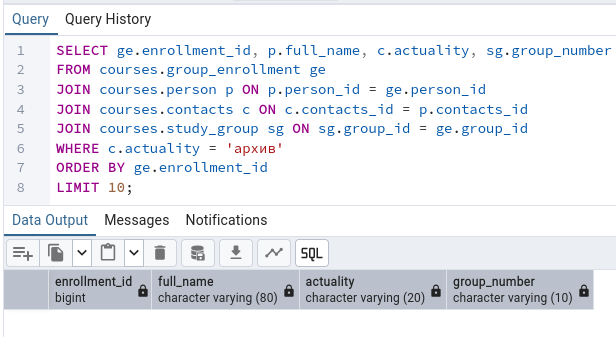 Query Query History
1 SELECT ge.enrollment_id, p.full_name, c.actuality, sg.group_number
2 FROM courses.group_enrollment ge
3 JOIN courses.person p ON p.person_id = ge.person_id
4 JOIN courses.contacts c ON c.contacts_id = p.contacts_id
5 JOIN courses.study_group sg ON sg.group_id = ge.group_id
6 WHERE c.actuality = 'архив'
7 ORDER BY ge.enrollment_id
8 LIMIT 10;
Data Output Messages Notifications
SQL
enrollment_id full_name actuality group_number
bigint character varying (80) character varying (20) character varying (10)